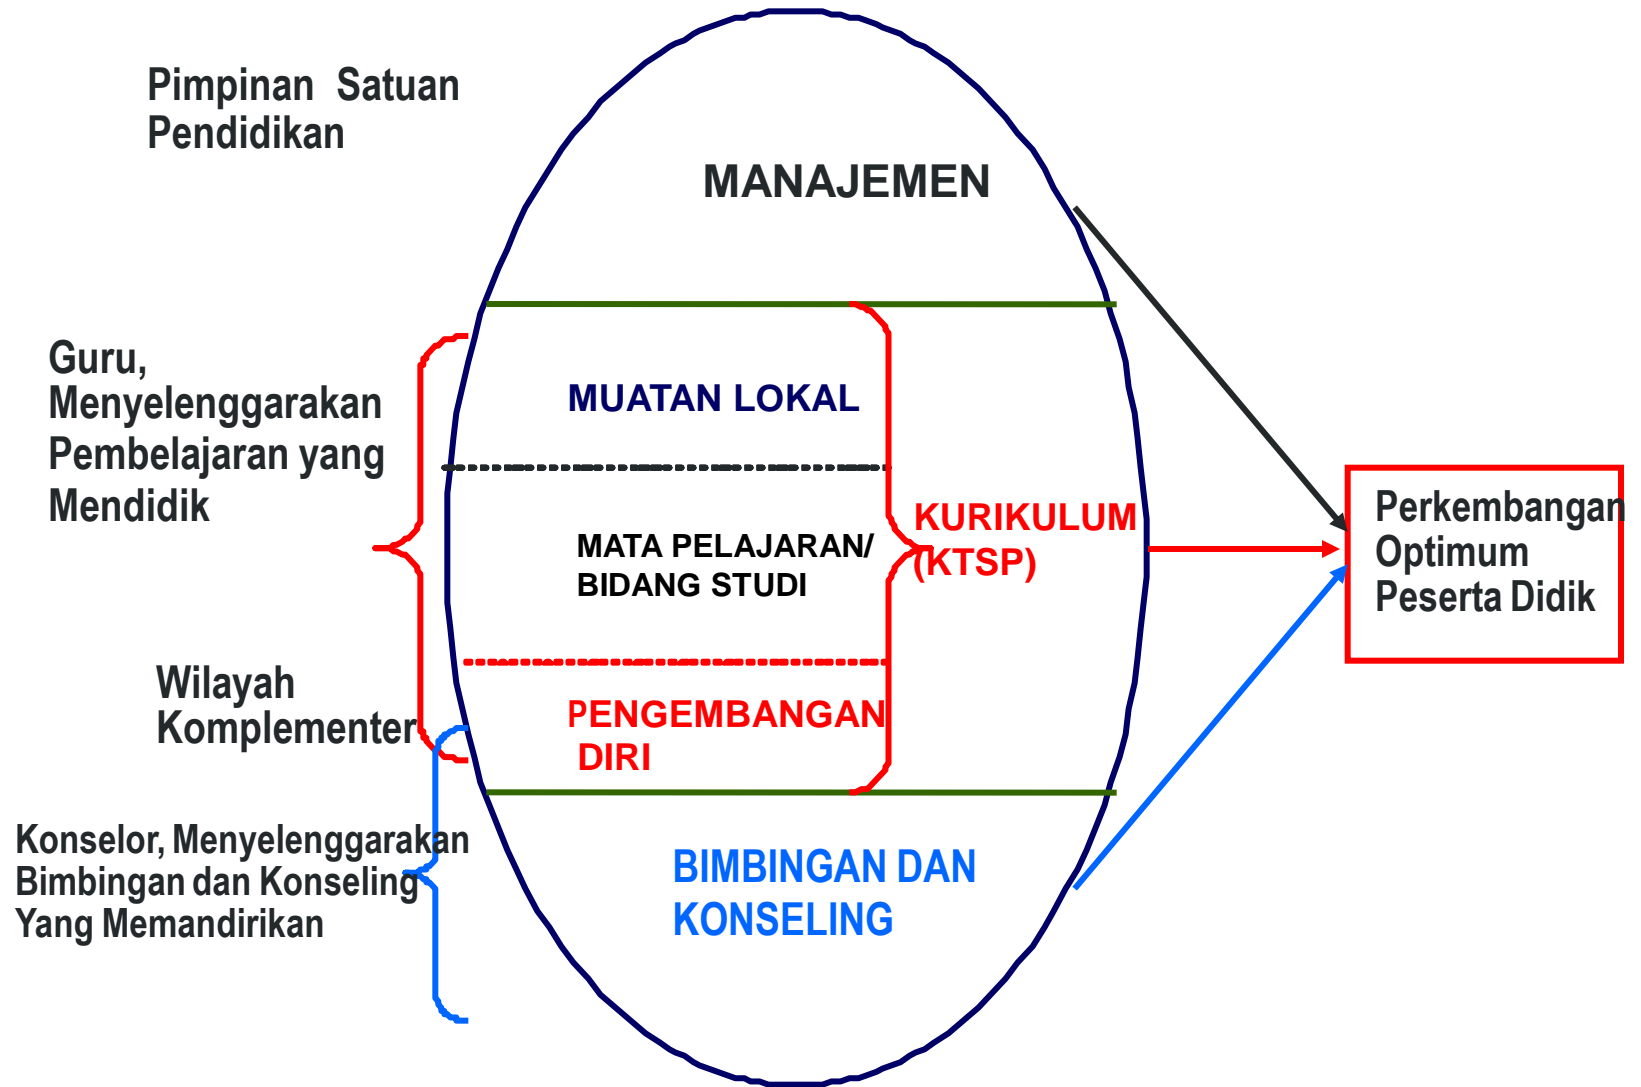 Pimpinan Satuan
Pendidikan
MANAJEMEN
Guru,
Menyelenggarakan
Pembelajaran yang
Mendidik
MUATAN LOKAL
KURIKULUM
(KTSP)
MATA PELAJARAN/
BIDANG STUDI
Perkembangan
Optimum
Peserta Didik
Wilayah
Komplementer
PENGEMBANGAN
DIRI
Konselor, Menyelenggarakan
Bimbingan dan Konseling
Yang Memandirikan
BIMBINGAN DAN
KONSELING